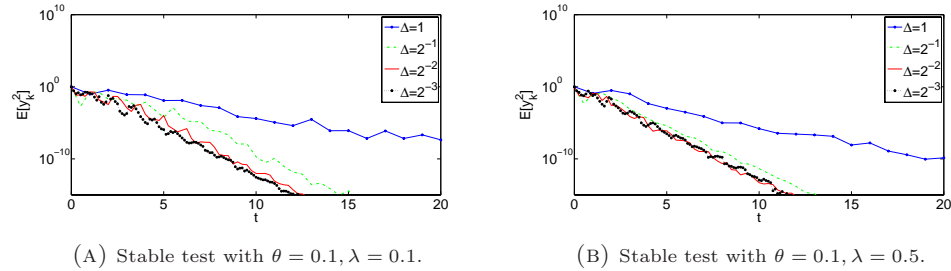 10^10
10^0
10^-10
E[y_k^2]
0 5 10 15 20
t
Δ=1
Δ=2^-1
Δ=2^-2
Δ=2^-3
(A) Stable test with θ = 0.1, λ = 0.1.
10^10
10^0
10^-10
E[y_k^2]
0 5 10 15 20
t
Δ=1
Δ=2^-1
Δ=2^-2
Δ=2^-3
(B) Stable test with θ = 0.1, λ = 0.5.